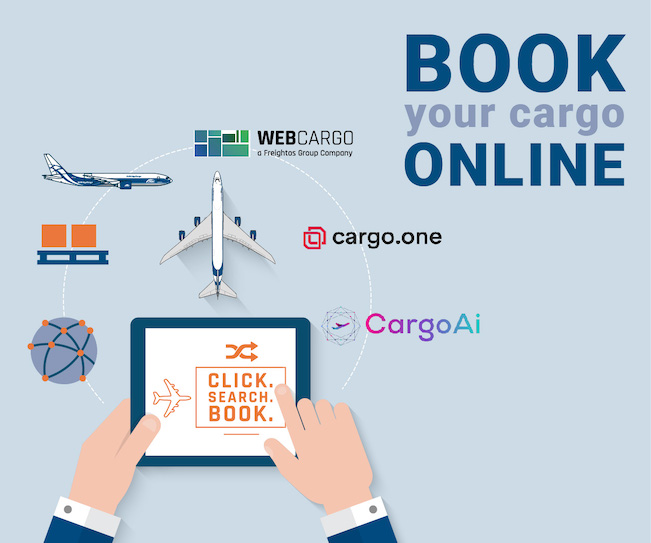 BOOK
your cargo
ONLINE
WEBCARGO
a Freightos Group Company
cargo.one
CargoAi
CLICK.
SEARCH.
BOOK.